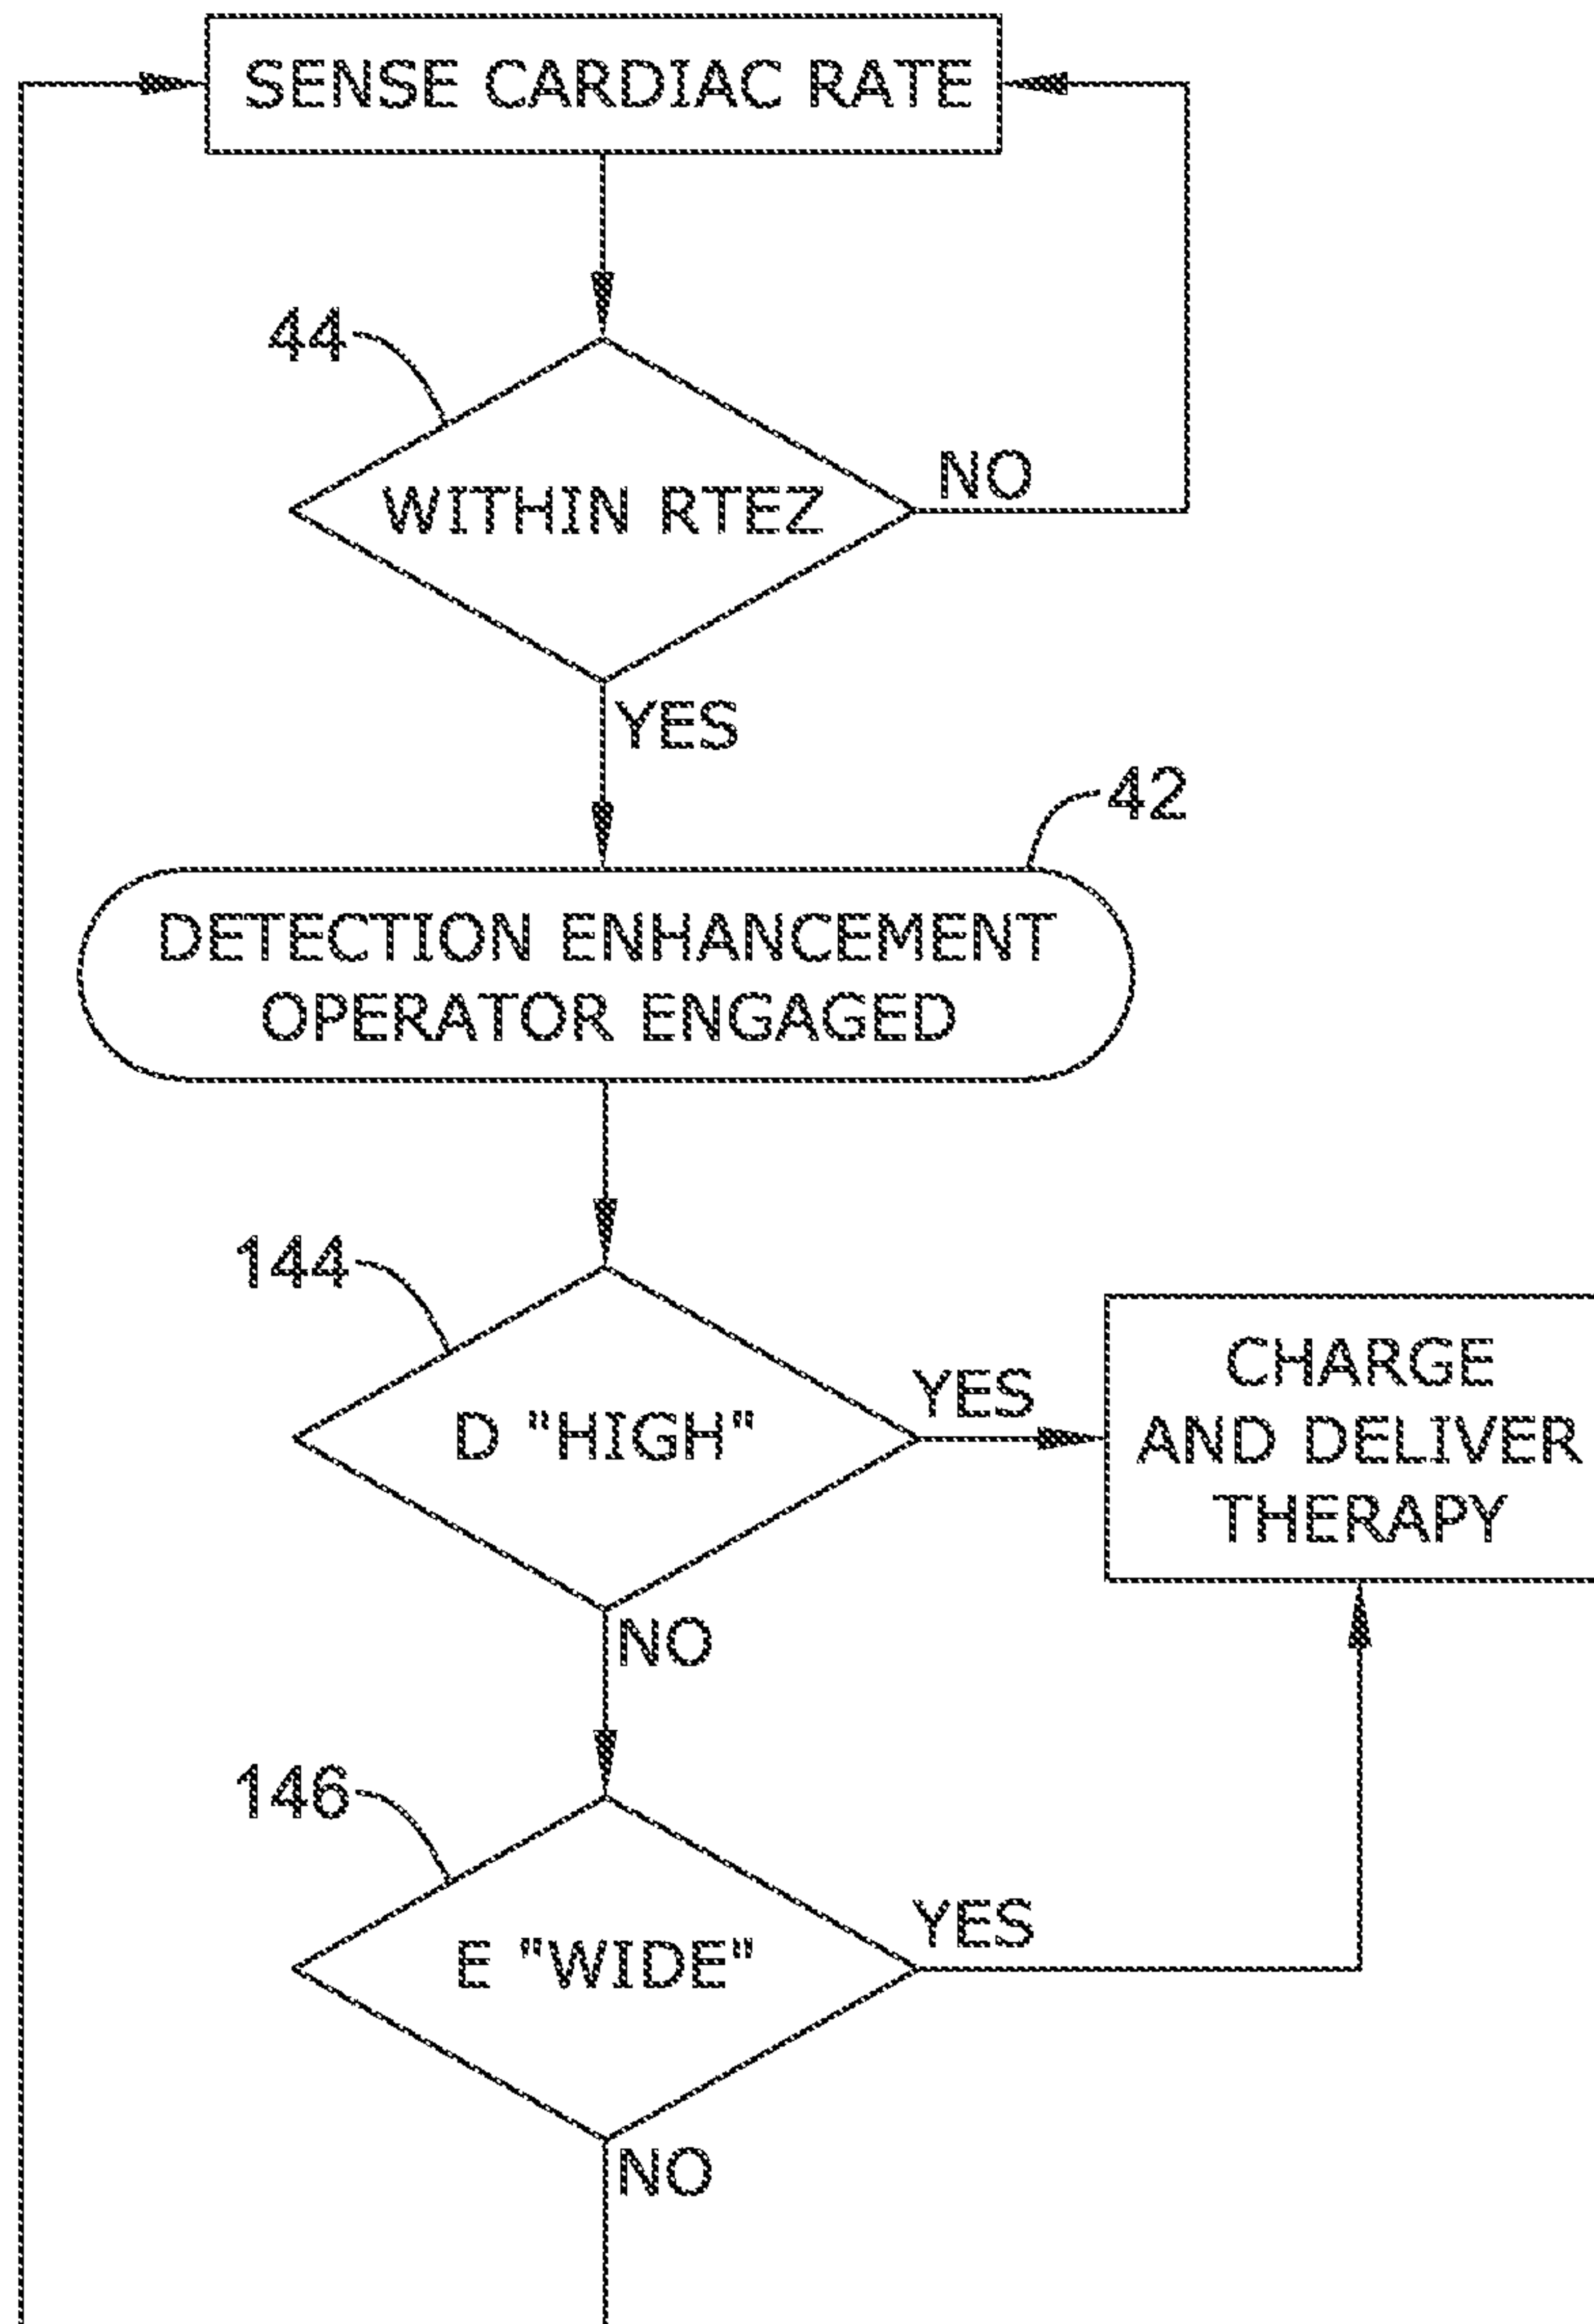 SENSE CARDIAC RATE
44
WITHIN RTEZ
NO
YES
42
DETECTION ENHANCEMENT
OPERATOR ENGAGED
144
D "HIGH"
YES
CHARGE
AND DELIVER
THERAPY
NO
146
E "WIDE"
YES
NO